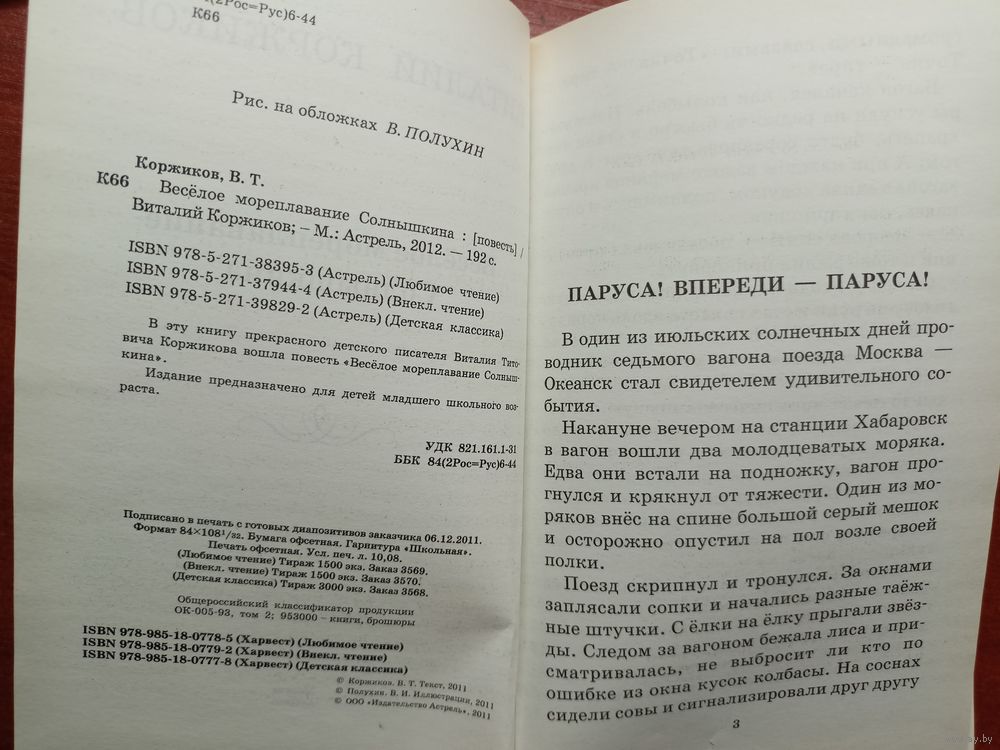 (2Рос=Рус)6-44
К66
Рис. на обложках В. ПОЛУХИН
Коржиков, В. Т.
К66 Весёлое мореплавание Солнышкина : [повесть] /
Виталий Коржиков; – М.: Астрель, 2012. — 192 с.
ISBN 978-5-271-38395-3 (Астрель) (Любимое чтение)
ISBN 978-5-271-37944-4 (Астрель) (Внекл. чтение)
ISBN 978-5-271-39829-2 (Астрель) (Детская классика)
В эту книгу прекрасного детского писателя Виталия Тито-
вича Коржикова вошла повесть «Весёлое мореплавание Солныш-
кина».
Издание предназначено для детей младшего школьного воз-
раста.
УДК 821.161.1-31
ББК 84(2Рос=Рус)6-44
Подписано в печать с готовых диапозитивов заказчика 06.12.2011.
Формат 84×108¹/₃₂. Бумага офсетная. Гарнитура «Школьная».
Печать офсетная. Усл. печ. л. 10,08.
(Любимое чтение) Тираж 1500 экз. Заказ 3569.
(Внекл. чтение) Тираж 1500 экз. Заказ 3570.
(Детская классика) Тираж 3000 экз. Заказ 3568.
Общероссийский классификатор продукции
ОК-005-93, том 2; 953000 – книги, брошюры
ISBN 978-985-18-0778-5 (Харвест) (Любимое чтение)
ISBN 978-985-18-0779-2 (Харвест) (Внекл. чтение)
ISBN 978-985-18-0777-8 (Харвест) (Детская классика)
© Коржиков. В. Т. Текст, 2011
© Полухин. В. И. Иллюстрации, 2011
© ООО «Издательство Астрель», 2011
ПАРУСА! ВПЕРЕДИ — ПАРУСА!
В один из июльских солнечных дней про-
водник седьмого вагона поезда Москва —
Океанск стал свидетелем удивительного со-
бытия.
Накануне вечером на станции Хабаровск
в вагон вошли два молодцеватых моряка.
Едва они встали на подножку, вагон про-
гнулся и крякнул от тяжести. Один из мо-
ряков внёс на спине большой серый мешок
и осторожно опустил на пол возле своей
полки.
Поезд скрипнул и тронулся. За окнами
заплясали сопки и начались разные таёж-
ные штучки. С ёлки на ёлку прыгали звёз-
ды. Следом за вагоном бежала лиса и при-
сматривалась, не выбросит ли кто по
ошибке из окна кусок колбасы. На соснах
сидели совы и сигнализировали друг другу
3